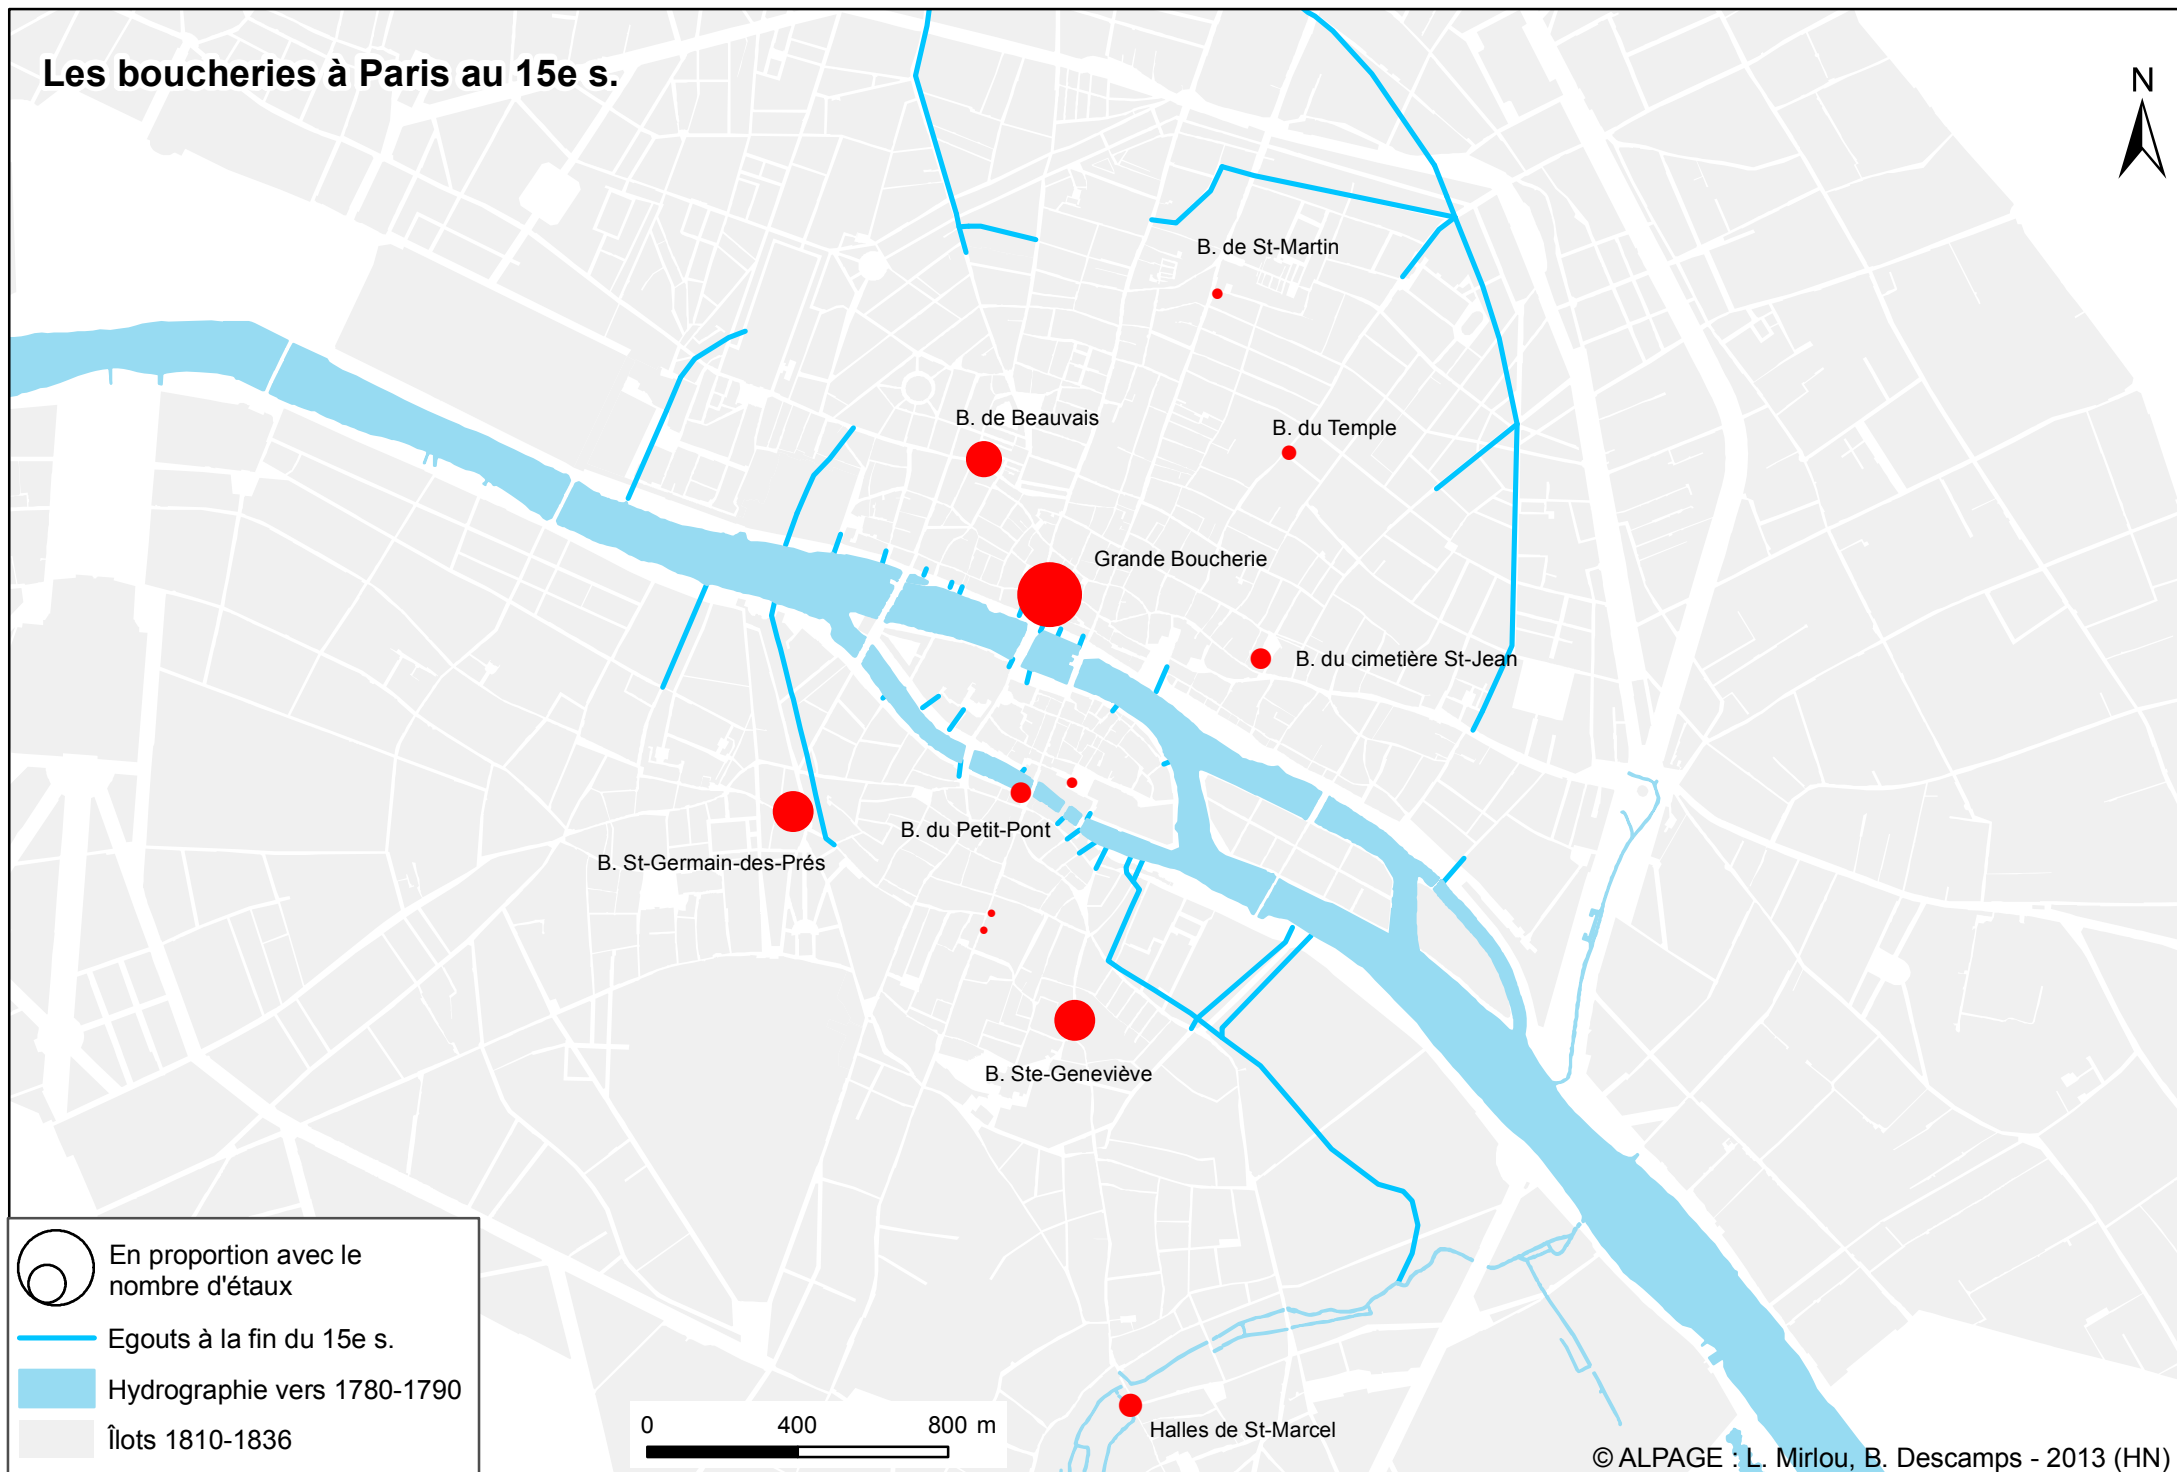 Les boucheries à Paris au 15e s.
N
B. de St-Martin
B. de Beauvais
B. du Temple
Grande Boucherie
B. du cimetière St-Jean
B. du Petit-Pont
B. St-Germain-des-Prés
B. Ste-Geneviève
Halles de St-Marcel
En proportion avec le
nombre d'étaux
Egouts à la fin du 15e s.
Hydrographie vers 1780-1790
Îlots 1810-1836
0 400 800 m
© ALPAGE : L. Mirlou, B. Descamps - 2013 (HN)